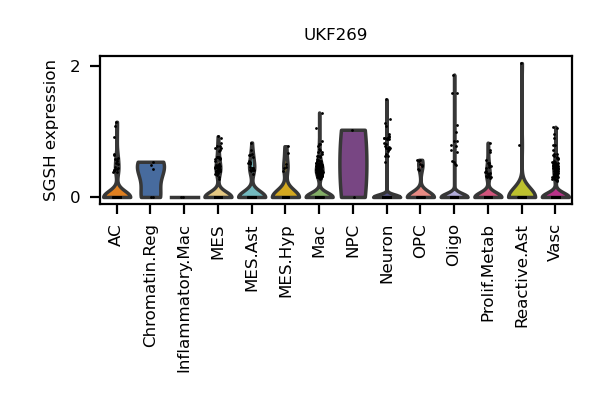 UKF269
SGSH expression
2
0
AC
Chromatin.Reg
Inflammatory.Mac
MES
MES.Ast
MES.Hyp
Mac
NPC
Neuron
OPC
Oligo
Prolif.Metab
Reactive.Ast
Vasc